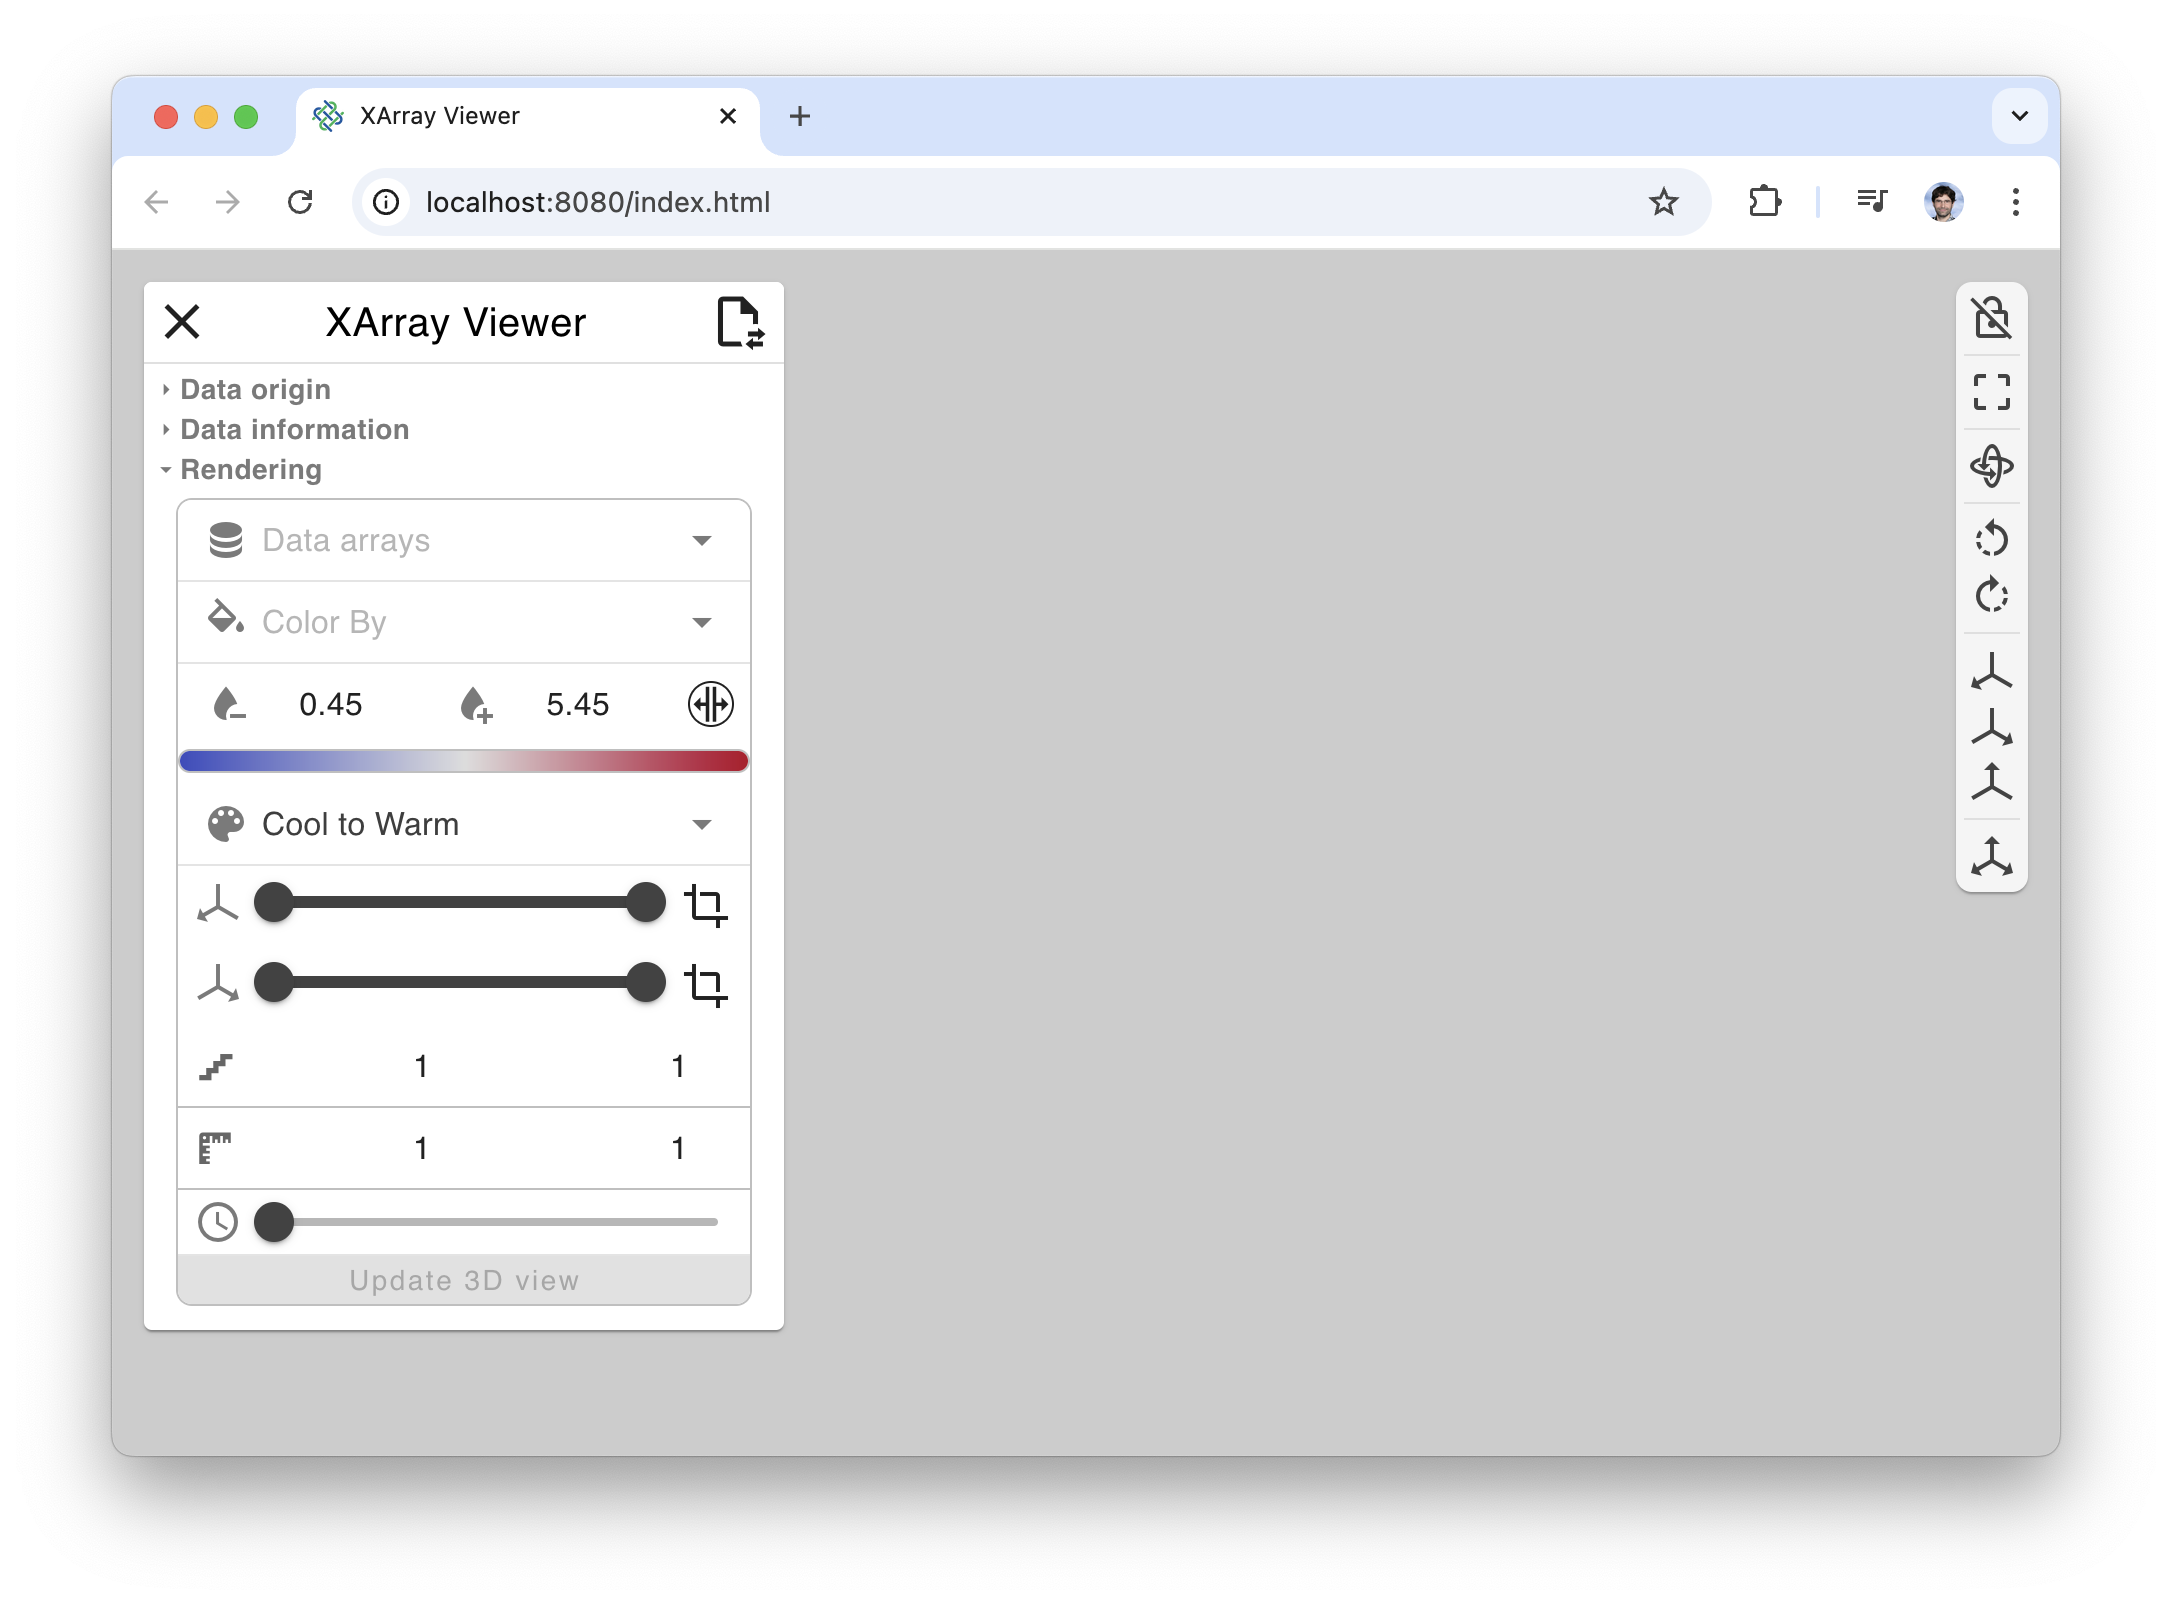 XArray Viewer
localhost:8080/index.html
XArray Viewer
Data origin
Data information
Rendering
Data arrays
Color By
0.45 5.45
Cool to Warm
1 1
1 1
Update 3D view